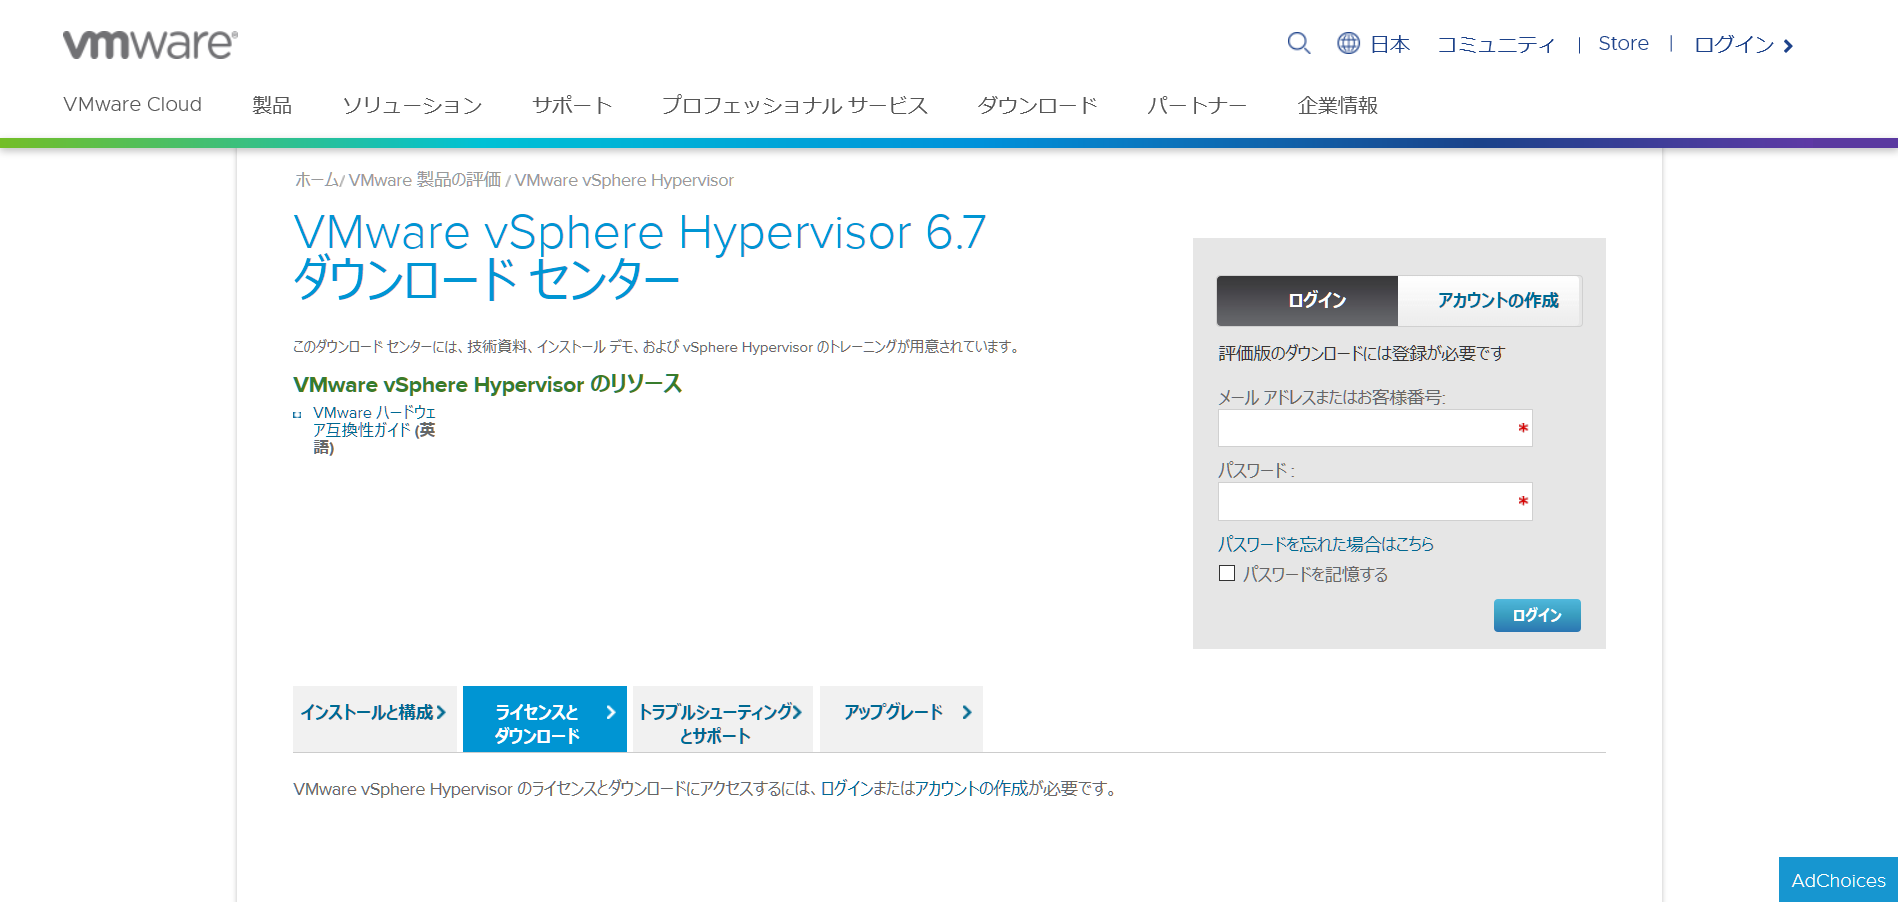 vmware
日本
コミュニティ
|
Store
|
ログイン
VMware Cloud
製品
ソリューション
サポート
プロフェッショナル サービス
ダウンロード
パートナー
企業情報
ホーム/ VMware 製品の評価 / VMware vSphere Hypervisor
VMware vSphere Hypervisor 6.7
ダウンロード センター
このダウンロード センターには、技術資料、インストール デモ、および vSphere Hypervisor のトレーニングが用意されています。
VMware vSphere Hypervisor のリソース
VMware ハードウェ
ア互換性ガイド (英
語)
ログイン
アカウントの作成
評価版のダウンロードには登録が必要です
メール アドレスまたはお客様番号:
*
パスワード :
*
パスワードを忘れた場合はこちら
パスワードを記憶する
ログイン
インストールと構成
ライセンスと
ダウンロード
トラブルシューティング
とサポート
アップグレード
VMware vSphere Hypervisor のライセンスとダウンロードにアクセスするには、ログインまたはアカウントの作成が必要です。
AdChoices